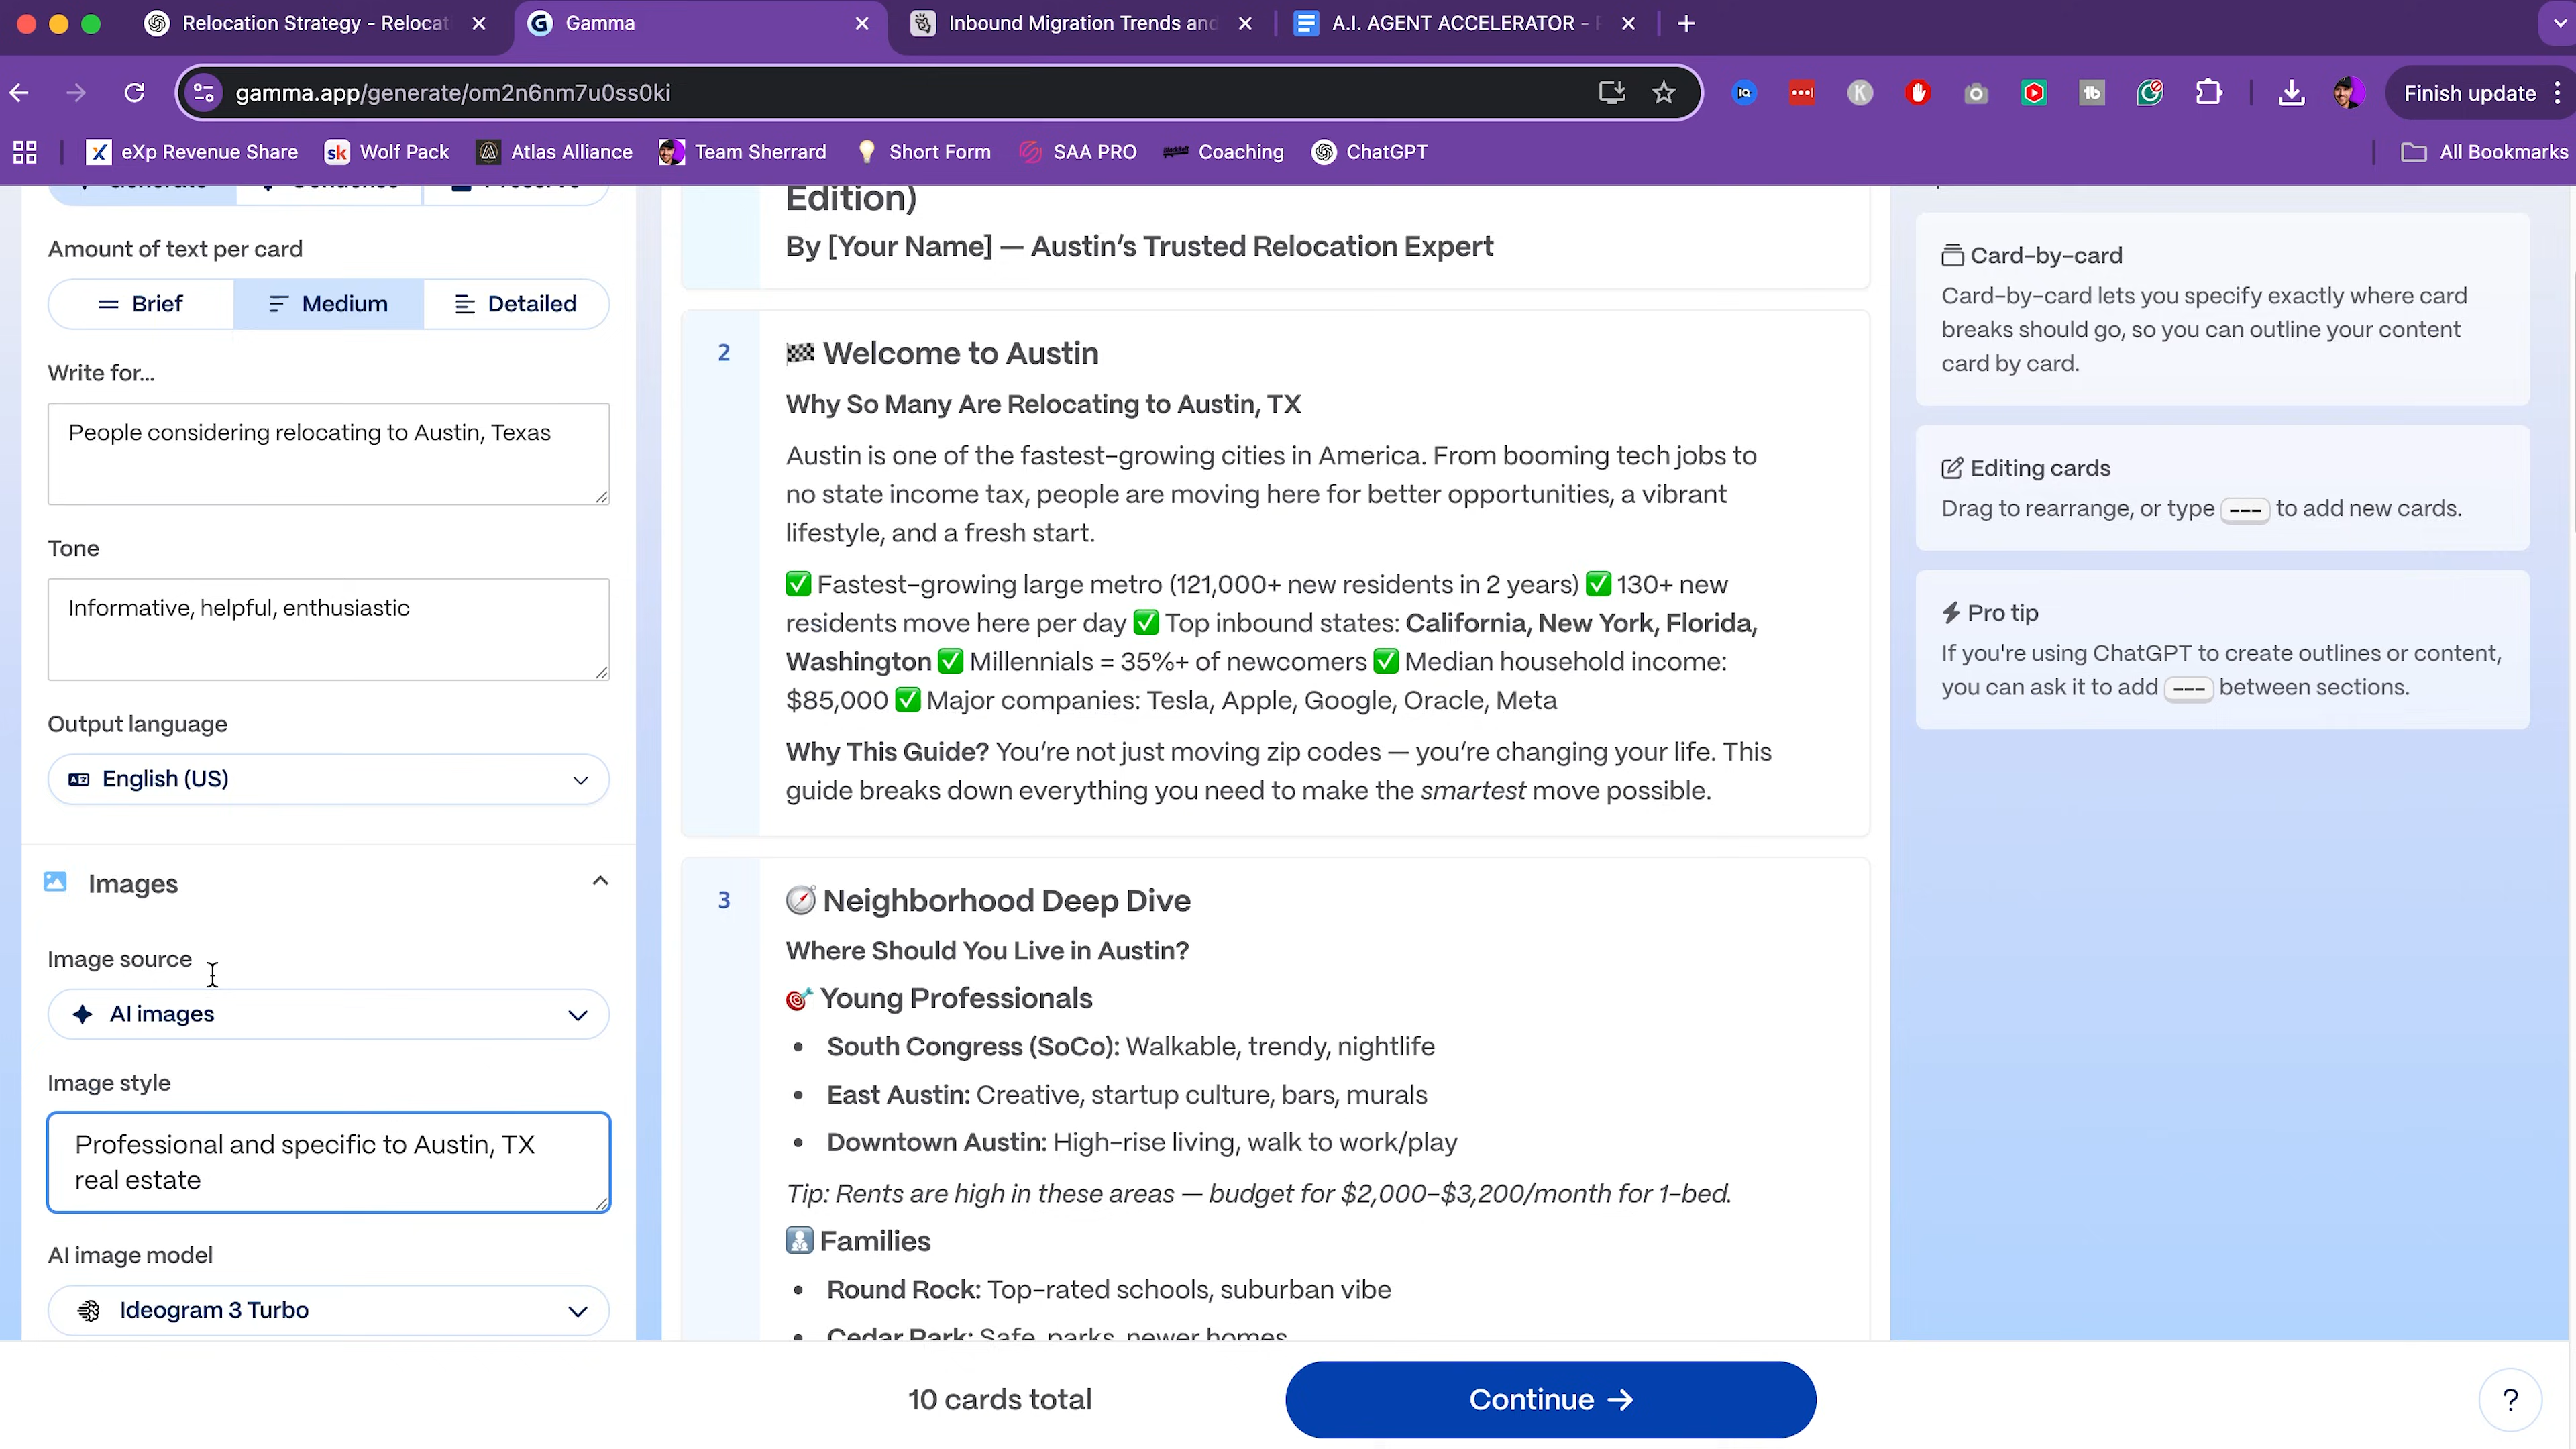 Relocation Strategy - Relocat
Gamma
Inbound Migration Trends and
A.I. AGENT ACCELERATOR -
gamma.app/generate/om2n6nm7u0ss0ki
Finish update
eXp Revenue Share
Wolf Pack
Atlas Alliance
Team Sherrard
Short Form
SAA PRO
Coaching
ChatGPT
All Bookmarks
Generate
Condense
Preserve
Amount of text per card
Brief
Medium
Detailed
Write for...
People considering relocating to Austin, Texas
Tone
Informative, helpful, enthusiastic
Output language
English (US)
Images
Image source
AI images
Image style
Professional and specific to Austin, TX
real estate
AI image model
Ideogram 3 Turbo
Edition)
By [Your Name] — Austin’s Trusted Relocation Expert
2
🏁 Welcome to Austin
Why So Many Are Relocating to Austin, TX
Austin is one of the fastest-growing cities in America. From booming tech jobs to
no state income tax, people are moving here for better opportunities, a vibrant
lifestyle, and a fresh start.
✅ Fastest-growing large metro (121,000+ new residents in 2 years) ✅ 130+ new
residents move here per day ✅ Top inbound states: California, New York, Florida,
Washington ✅ Millennials = 35%+ of newcomers ✅ Median household income:
$85,000 ✅ Major companies: Tesla, Apple, Google, Oracle, Meta
Why This Guide? You’re not just moving zip codes — you’re changing your life. This
guide breaks down everything you need to make the smartest move possible.
3
🧭 Neighborhood Deep Dive
Where Should You Live in Austin?
🎯 Young Professionals
• South Congress (SoCo): Walkable, trendy, nightlife
• East Austin: Creative, startup culture, bars, murals
• Downtown Austin: High-rise living, walk to work/play
Tip: Rents are high in these areas — budget for $2,000–$3,200/month for 1-bed.
Families
• Round Rock: Top-rated schools, suburban vibe
• Cedar Park: Safe, parks, newer homes
Card-by-card
Card-by-card lets you specify exactly where card
breaks should go, so you can outline your content
card by card.
Editing cards
Drag to rearrange, or type --- to add new cards.
Pro tip
If you're using ChatGPT to create outlines or content,
you can ask it to add --- between sections.
10 cards total
Continue →
?